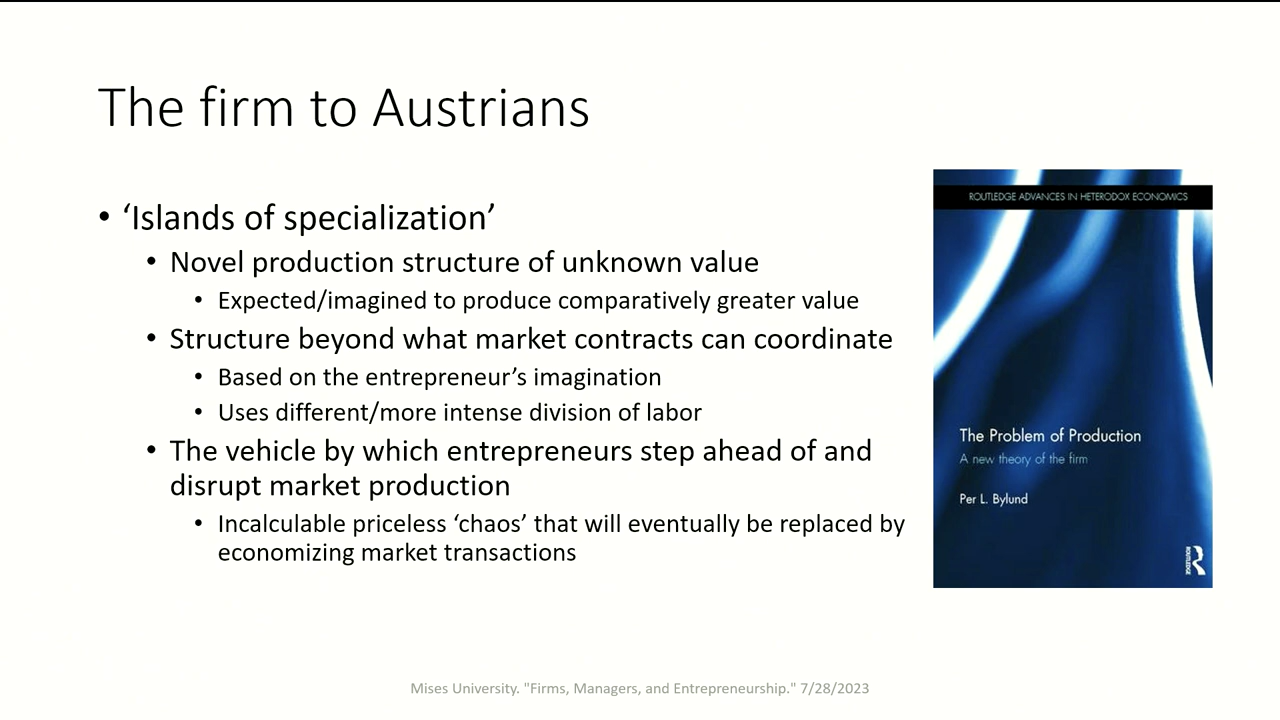 The firm to Austrians
• ‘Islands of specialization’
• Novel production structure of unknown value
• Expected/imagined to produce comparatively greater value
• Structure beyond what market contracts can coordinate
• Based on the entrepreneur’s imagination
• Uses different/more intense division of labor
• The vehicle by which entrepreneurs step ahead of and
disrupt market production
• Incalculable priceless ‘chaos’ that will eventually be replaced by
economizing market transactions
ROUTLEDGE ADVANCES IN HETERODOX ECONOMICS
The Problem of Production
A new theory of the firm
Per L. Bylund
ROUTLEDGE
Mises University. "Firms, Managers, and Entrepreneurship." 7/28/2023